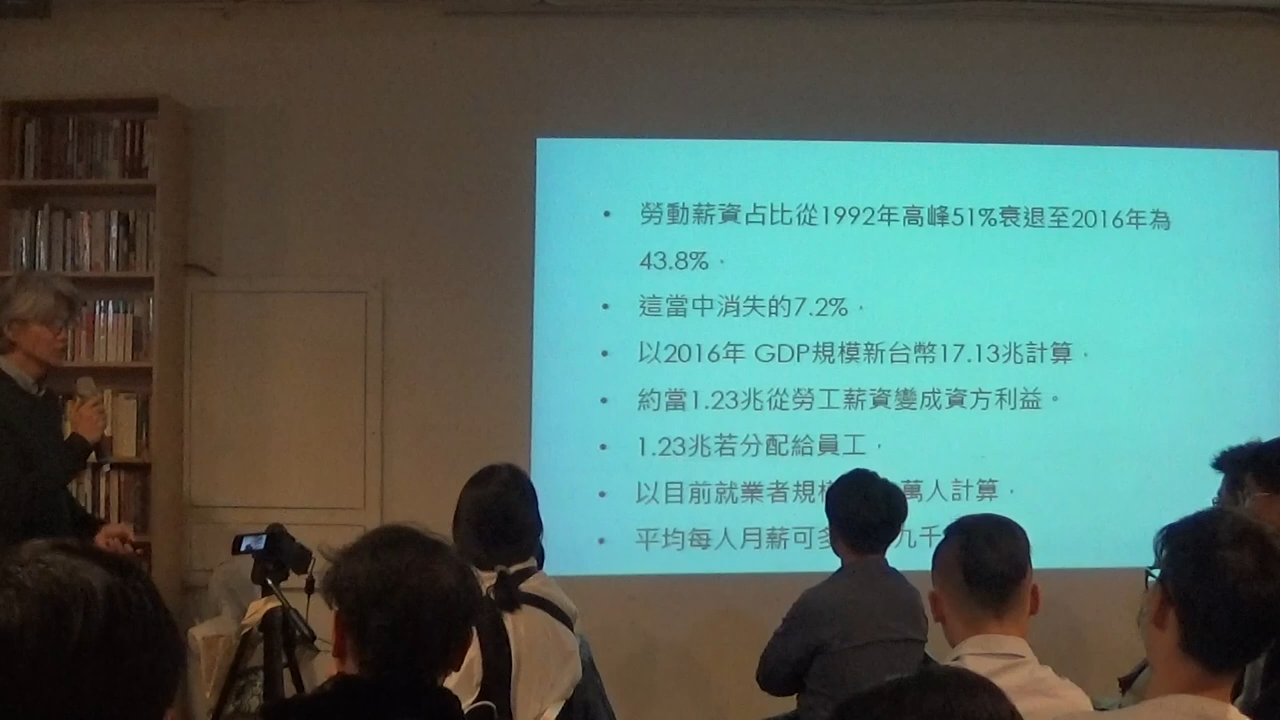 • 勞動薪資占比從1992年高峰51%衰退至2016年為
43.8%，
• 這當中消失的7.2%，
• 以2016年 GDP規模新台幣17.13兆計算，
• 約當1.23兆從勞工薪資變成資方利益。
• 1.23兆若分配給員工，
• 以目前就業者規 萬人計算，
• 平均每人月薪可多 九千